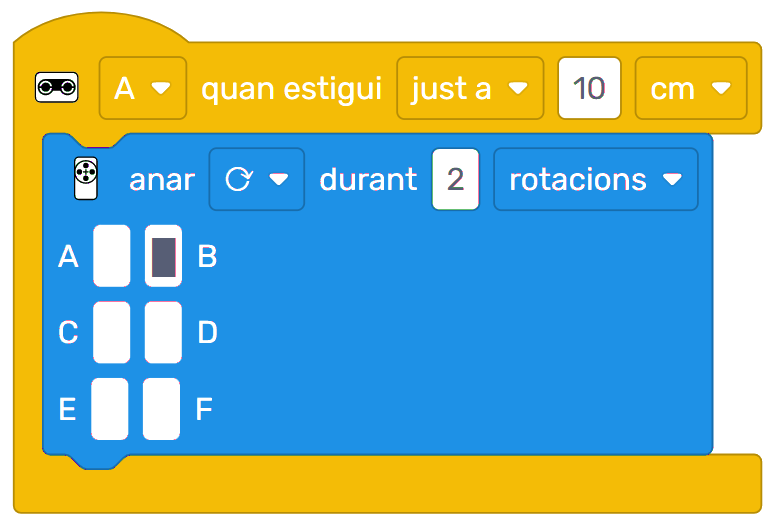 A quan estigui just a 10 cm
anar durant 2 rotacions
A B
C D
E F